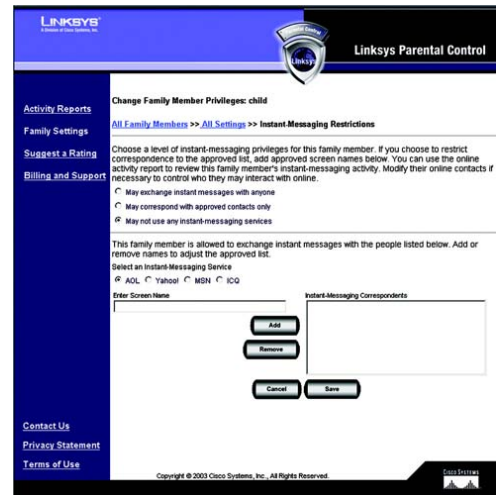 LINKSYS®
A Division of Cisco Systems, Inc.
Parental Control
Linksys
Linksys Parental Control
Activity Reports
Family Settings
Suggest a Rating
Billing and Support
Change Family Member Privileges: child
All Family Members >> All Settings >> Instant-Messaging Restrictions
Choose a level of instant-messaging privileges for this family member. If you choose to restrict
correspondence to the approved list, add approved screen names below. You can use the online
activity report to review this family member's instant-messaging activity. Modify their online contacts if
necessary to control who they may interact with online.
May exchange instant messages with anyone
May correspond with approved contacts only
May not use any instant-messaging services
This family member is allowed to exchange instant messages with the people listed below. Add or
remove names to adjust the approved list.
Select an Instant-Messaging Service
AOL Yahoo! MSN ICQ
Enter Screen Name
Instant-Messaging Correspondents
Add
Remove
Cancel Save
Contact Us
Privacy Statement
Terms of Use
Copyright © 2003 Cisco Systems, Inc., All Rights Reserved.
CISCO SYSTEMS